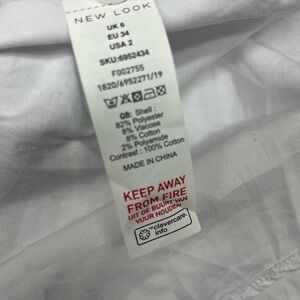 NEW LOOK
UK 6
EU 34
USA 2
SKU:6952434
F002755
1820/6952271/19
GB: Shell :
82% Polyester
8% Viscose
8% Cotton
2% Polyamide
Contrast : 100% Cotton
MADE IN CHINA
KEEP AWAY
FROM FIRE
UIT DE BUURT VAN
VUUR HOUDEN
clevercare.
info